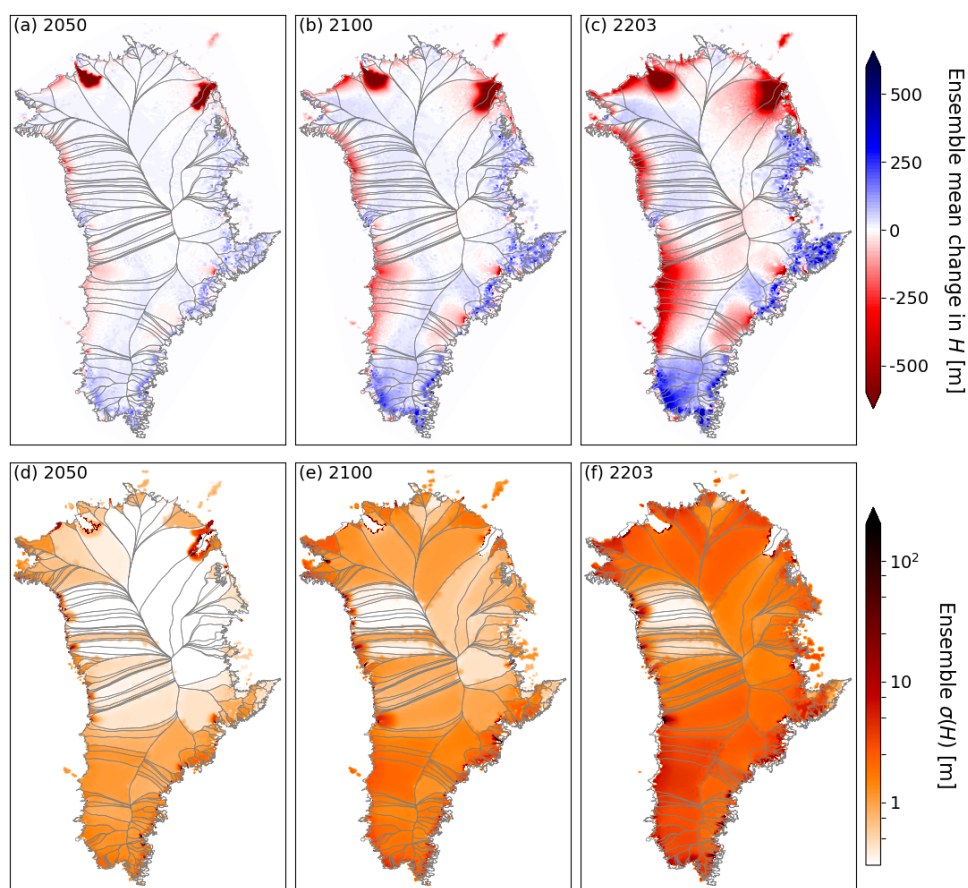 (a) 2050
(b) 2100
(c) 2203
500
250
0
-250
-500
Ensemble mean change in H [m]
(d) 2050
(e) 2100
(f) 2203
10²
10
1
Ensemble σ(H) [m]